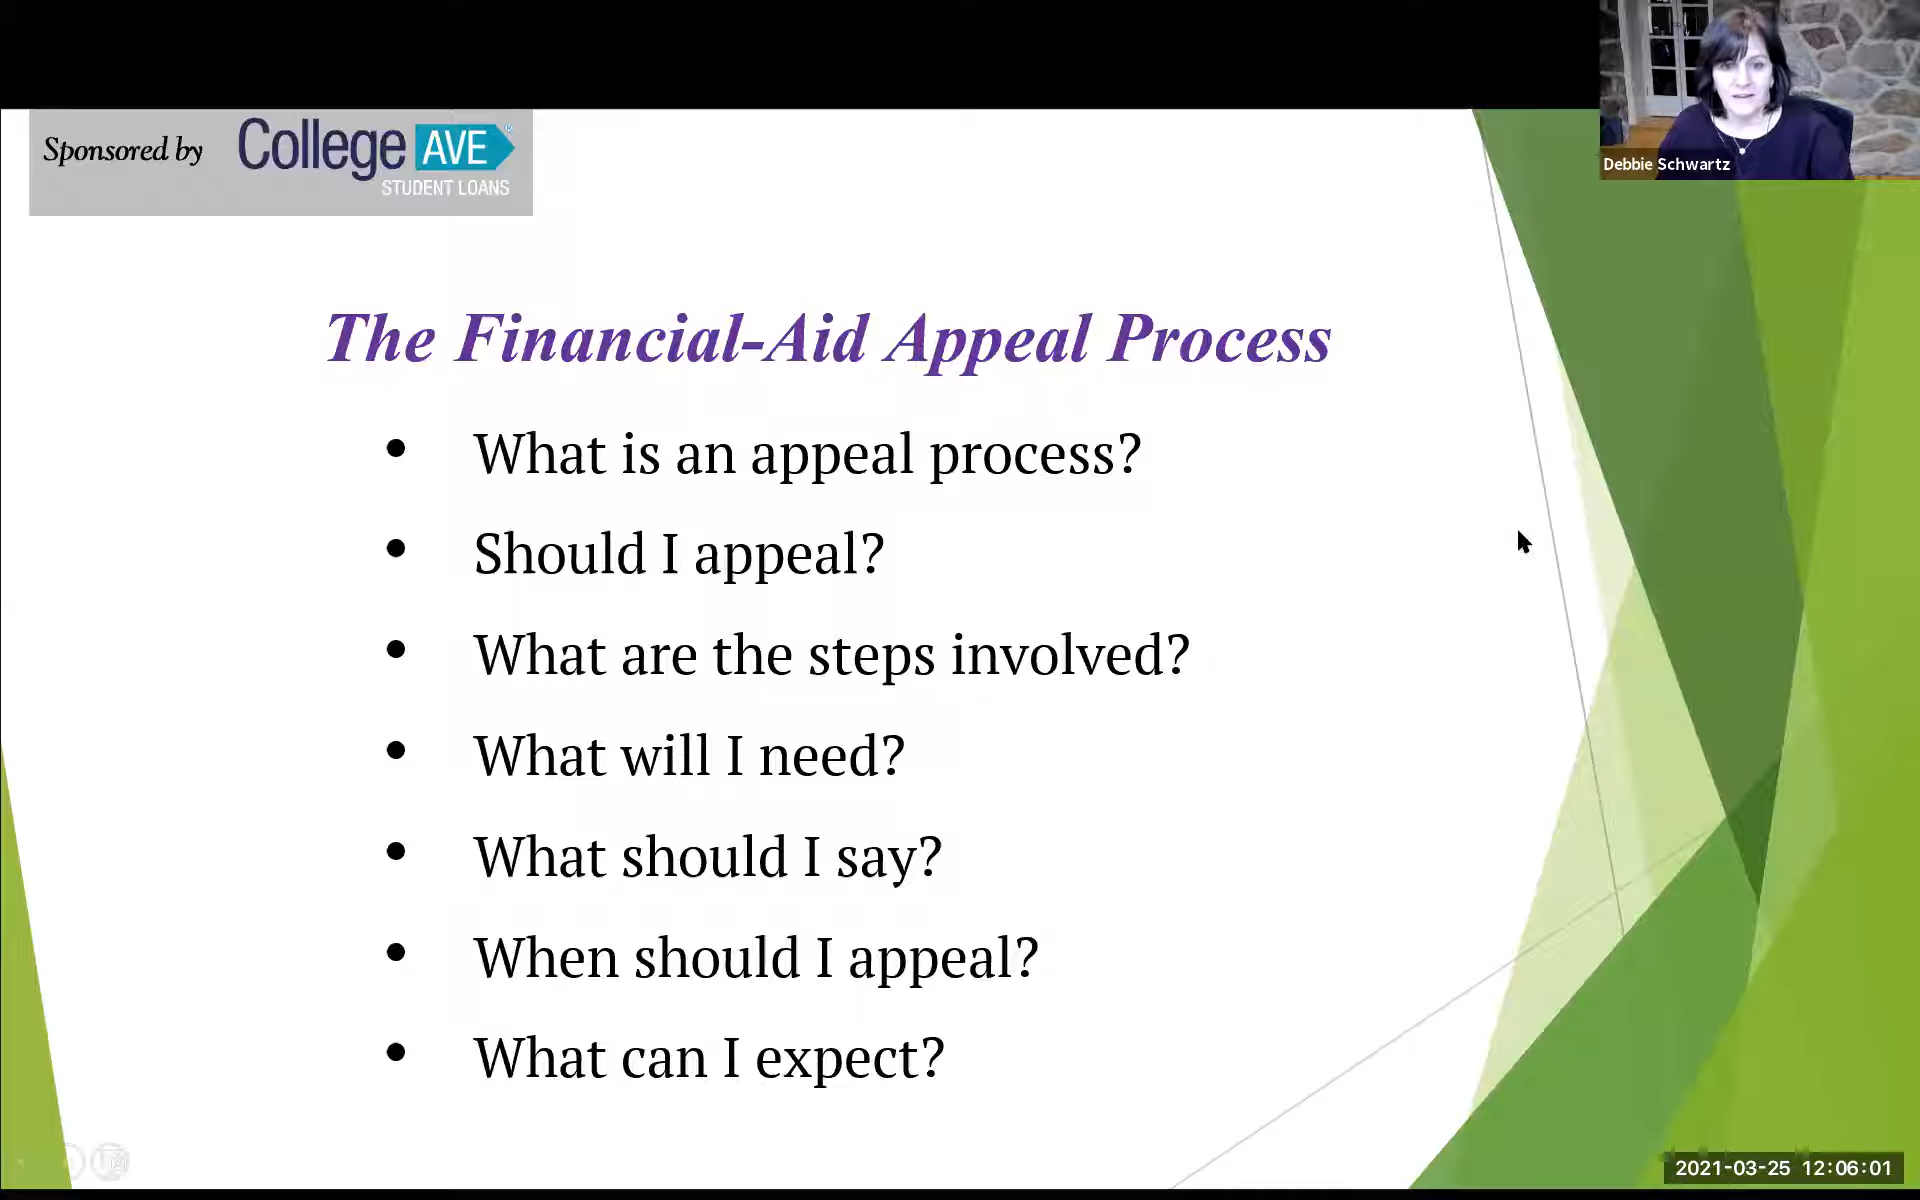 Sponsored by College AVE®
STUDENT LOANS
Debbie Schwartz
The Financial-Aid Appeal Process
• What is an appeal process?
• Should I appeal?
• What are the steps involved?
• What will I need?
• What should I say?
• When should I appeal?
• What can I expect?
2021-03-25 12:06:01